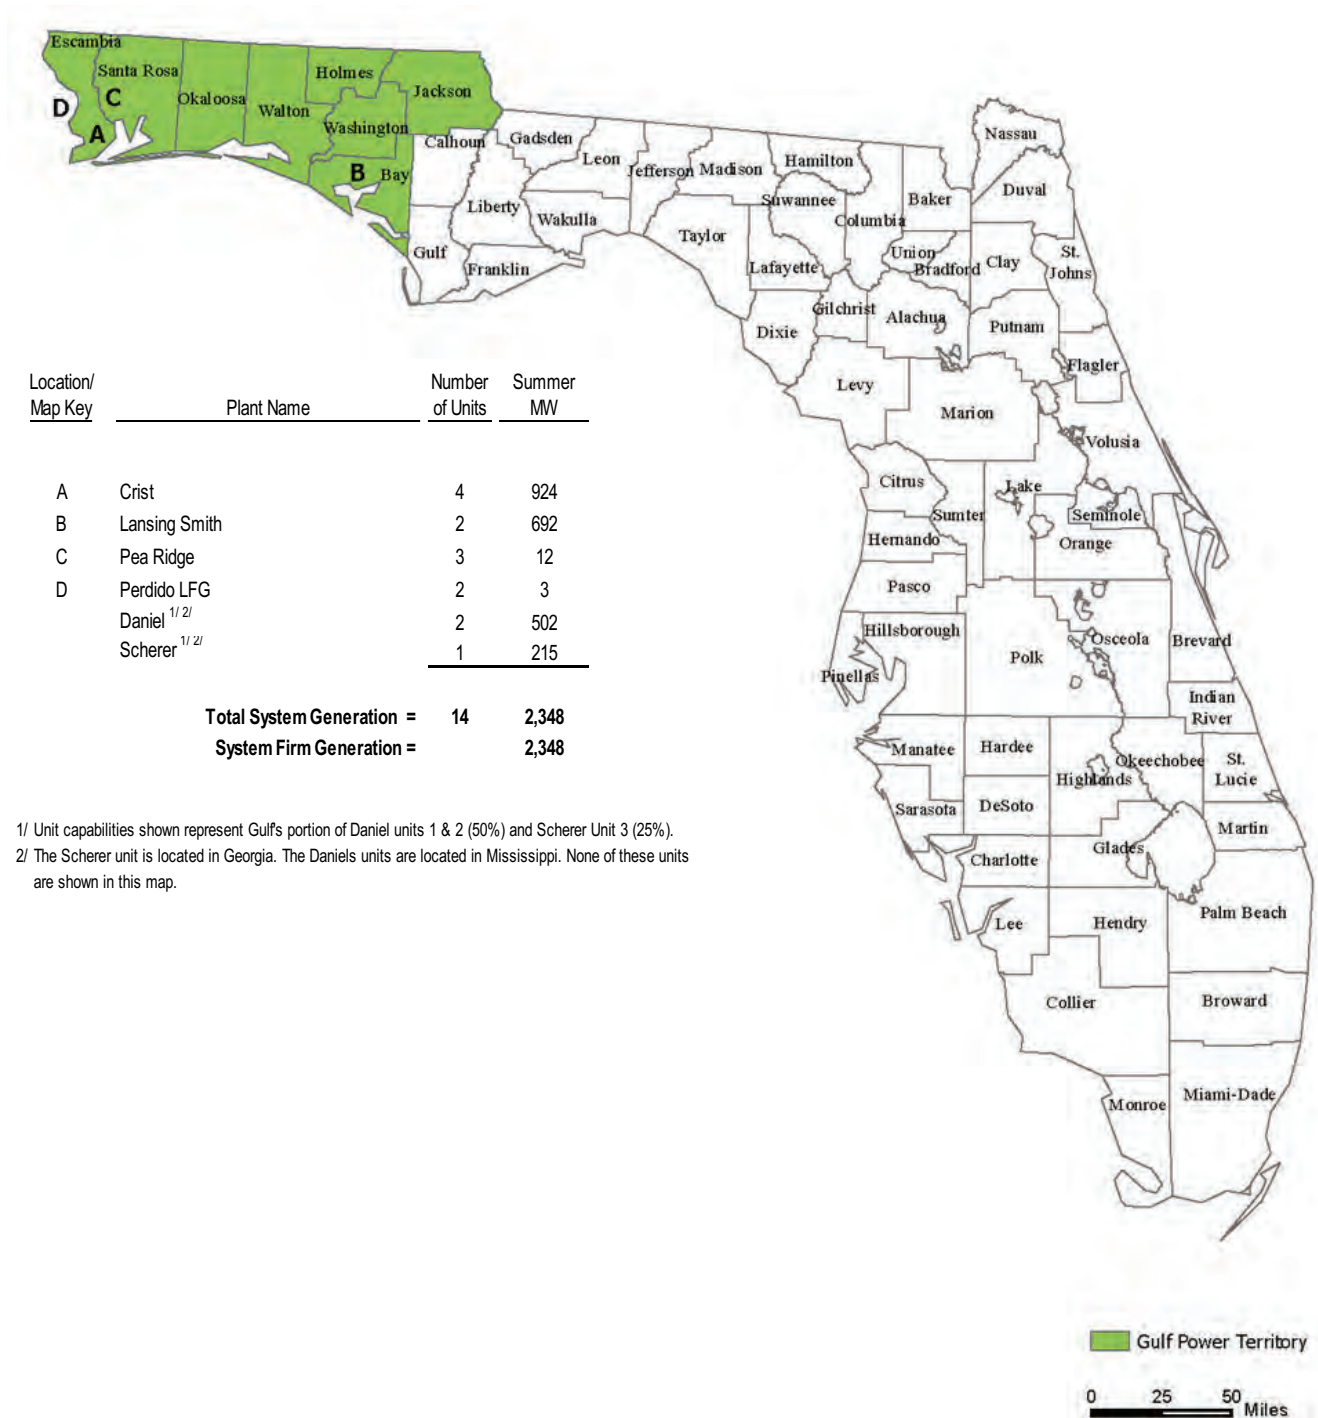 Escambia
Santa Rosa
Holmes
D
C
Okaloosa
Walton
Jackson
A
Washington
Calhoun
B
Bay
Gadsden
Leon
Jefferson
Madison
Hamilton
Nassau
Duval
Suwannee
Columbia
Baker
Liberty
Wakulla
Taylor
Gulf
Franklin
Lafayette
Union
Bradford
Clay
St.
Johns
Gilchrist
Alachua
Putnam
Dixie
Flagler
Levy
Marion
Volusia
Citrus
Lake
Sumter
Seminole
Hernando
Orange
Pasco
Hillsborough
Osceola
Brevard
Polk
Pinellas
Indian
River
Manatee
Hardee
Okeechobee
St.
Lucie
Highlands
Sarasota
DeSoto
Martin
Charlotte
Glades
Lee
Hendry
Palm Beach
Collier
Broward
Monroe
Miami-Dade
Location/ Number Summer
Map Key Plant Name of Units MW
A Crist 4 924
B Lansing Smith 2 692
C Pea Ridge 3 12
D Perdido LFG 2 3
Daniel 1/ 2/ 2 502
Scherer 1/ 2/ 1 215
Total System Generation = 14 2,348
System Firm Generation = 2,348
1/ Unit capabilities shown represent Gulf's portion of Daniel units 1 & 2 (50%) and Scherer Unit 3 (25%).
2/ The Scherer unit is located in Georgia. The Daniels units are located in Mississippi. None of these units
are shown in this map.
Gulf Power Territory
0 25 50
Miles